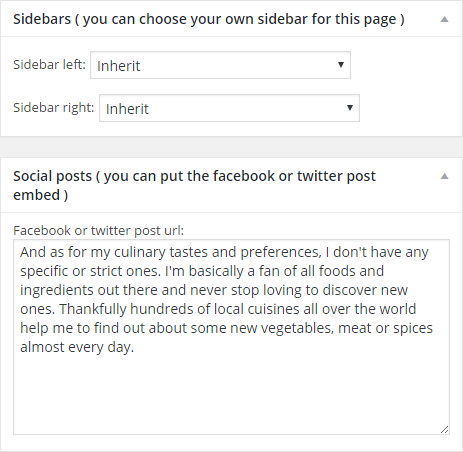 Sidebars ( you can choose your own sidebar for this page )
Sidebar left: Inherit
Sidebar right: Inherit
Social posts ( you can put the facebook or twitter post
embed )
Facebook or twitter post url:
And as for my culinary tastes and preferences, I don't have any
specific or strict ones. I'm basically a fan of all foods and
ingredients out there and never stop loving to discover new
ones. Thankfully hundreds of local cuisines all over the world
help me to find out about some new vegetables, meat or spices
almost every day.